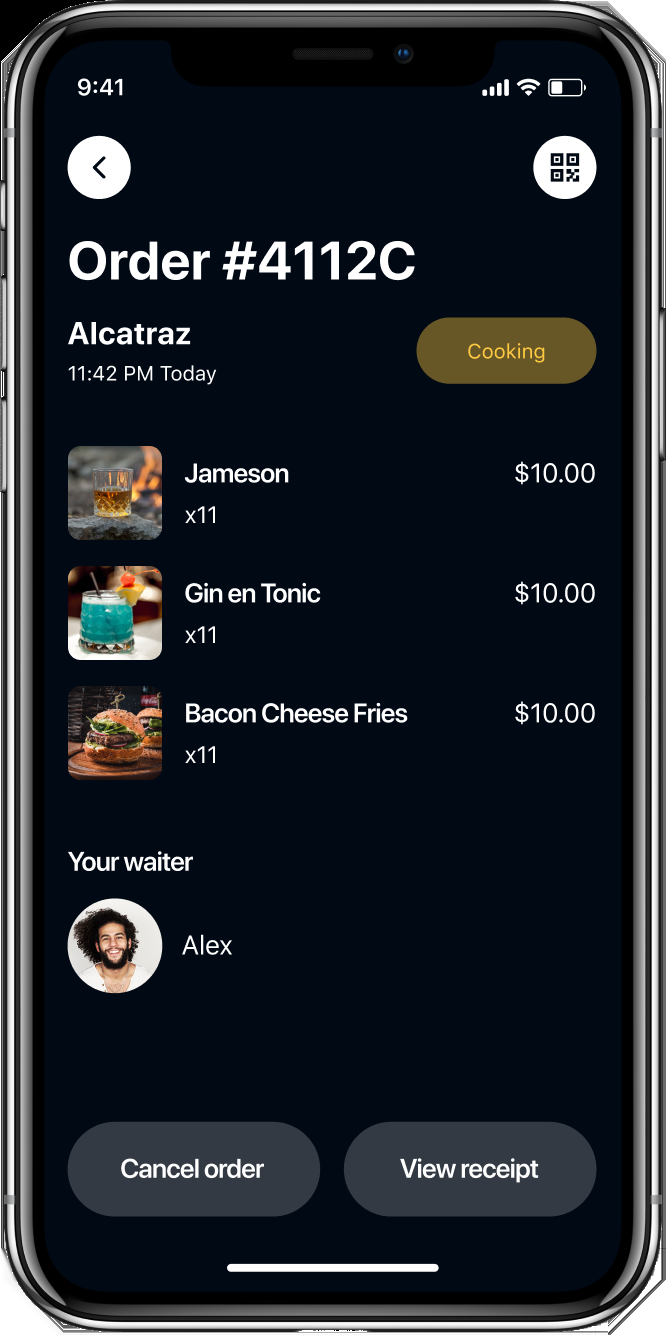 9:41
Order #4112C
Alcatraz
11:42 PM Today
Cooking
Jameson
$10.00
x11
Gin en Tonic
$10.00
x11
Bacon Cheese Fries
$10.00
x11
Your waiter
Alex
Cancel order
View receipt